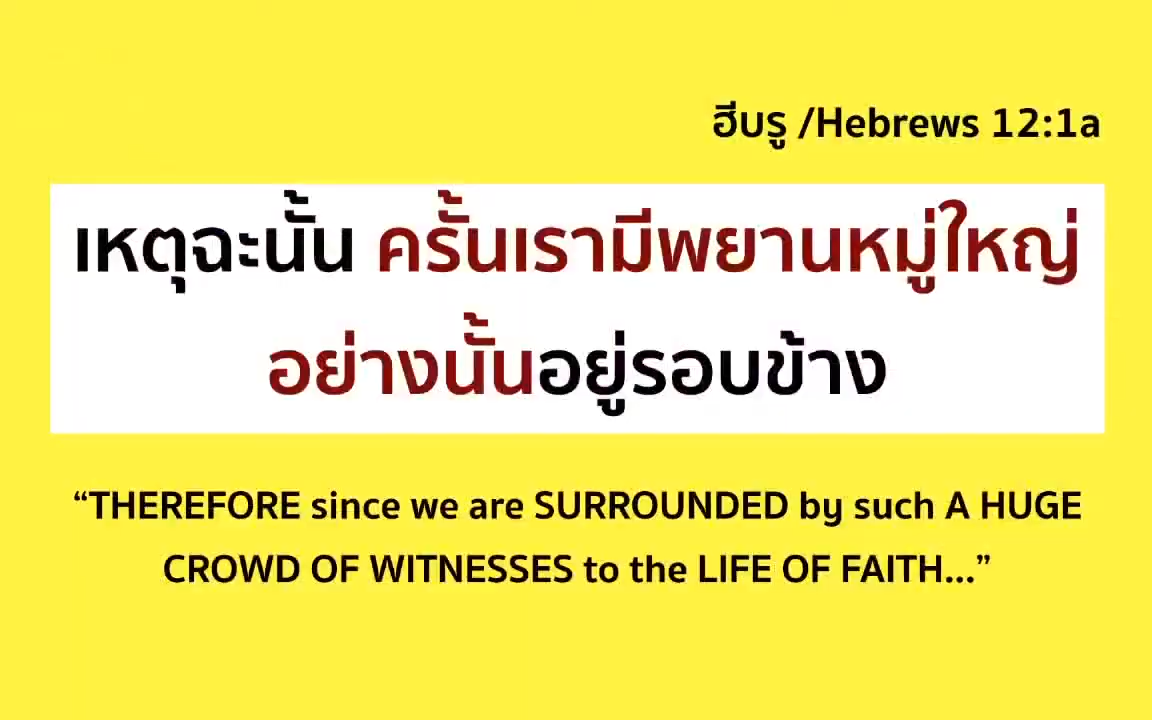 ฮีบรู /Hebrews 12:1a
เหตุฉะนั้น ครั้นเรามีพยานหมู่ใหญ่
อย่างนั้นอยู่รอบข้าง
“THEREFORE since we are SURROUNDED by such A HUGE
CROWD OF WITNESSES to the LIFE OF FAITH...”